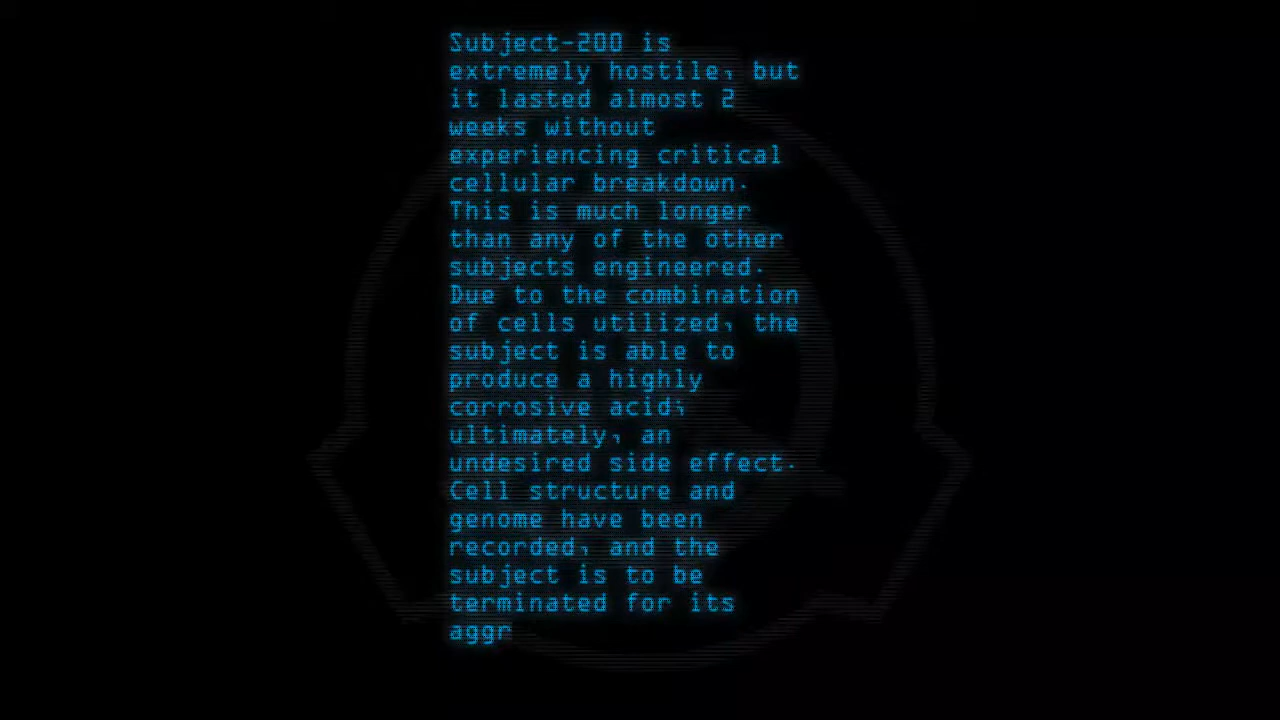 Subject-200 is
extremely hostile, but
it lasted almost 2
weeks without
experiencing critical
cellular breakdown.
This is much longer
than any of the other
subjects engineered.
Due to the combination
of cells utilized, the
subject is able to
produce a highly
corrosive acid;
ultimately, an
undesired side effect.
Cell structure and
genome have been
recorded, and the
subject is to be
terminated for its
aggr